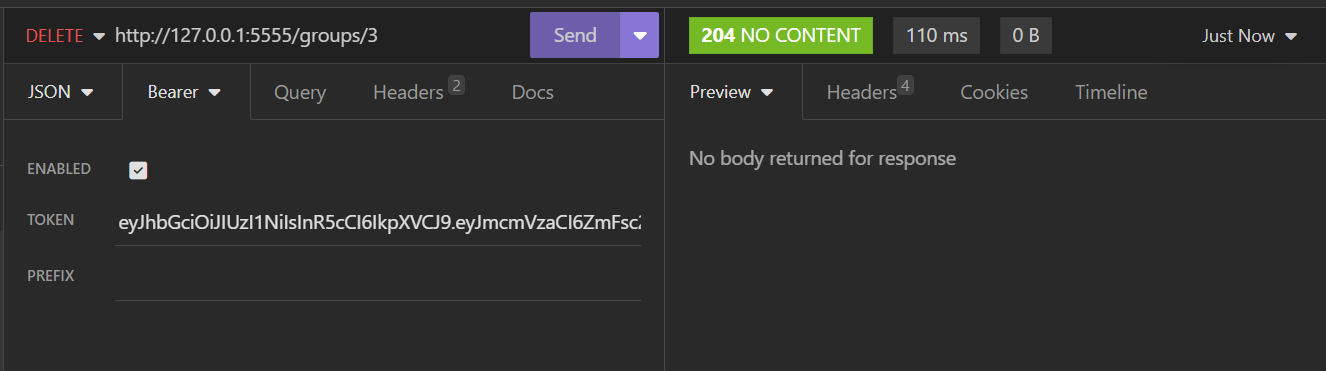 DELETE http://127.0.0.1:5555/groups/3 Send
204 NO CONTENT 110 ms 0 B Just Now
JSON Bearer Query Headers 2 Docs
Preview Headers 4 Cookies Timeline
ENABLED
TOKEN eyJhbGciOiJIUzI1NiIsInR5cCI6IkpXVCJ9.eyJmcmVzaCI6ZmFsc2
PREFIX
No body returned for response